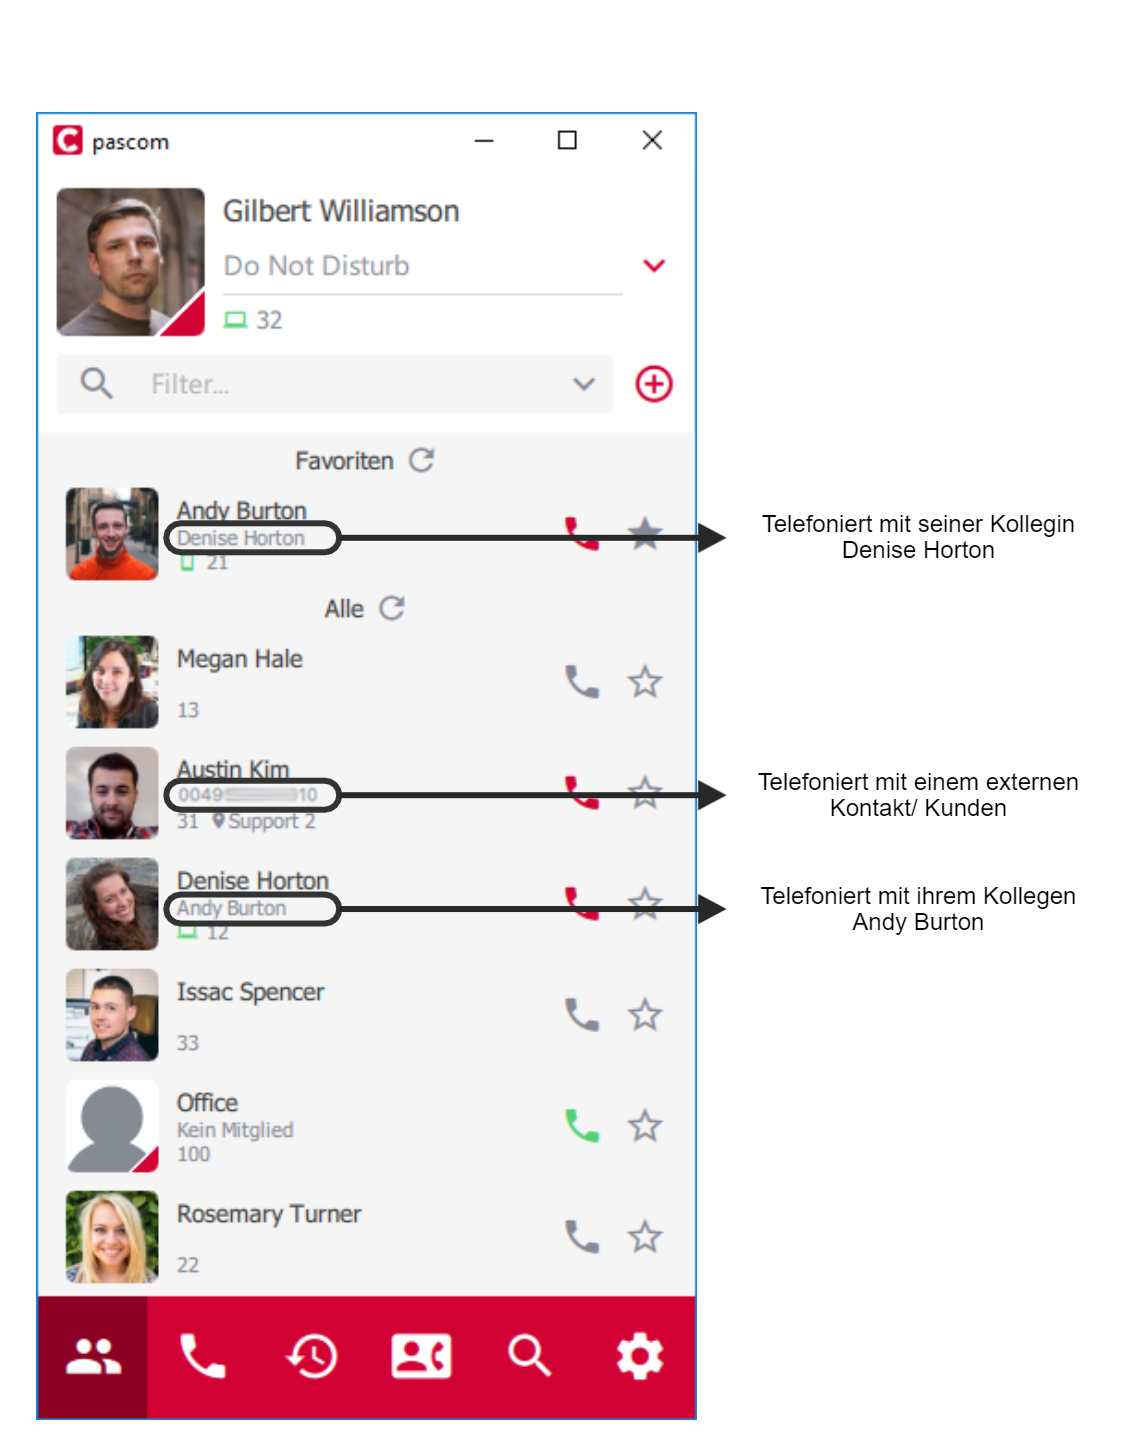 pascom
Gilbert Williamson
Do Not Disturb
32
Filter...
Favoriten
Andy Burton
Denise Horton
21
Telefoniert mit seiner Kollegin
Denise Horton
Alle
Megan Hale
13
Austin Kim
0049 10
31 Support 2
Telefoniert mit einem externen
Kontakt/ Kunden
Denise Horton
Andy Burton
12
Telefoniert mit ihrem Kollegen
Andy Burton
Issac Spencer
33
Office
Kein Mitglied
100
Rosemary Turner
22